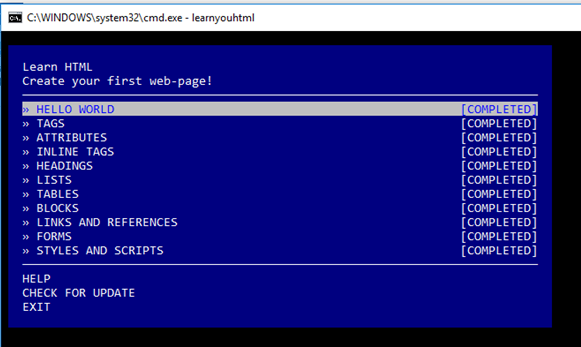 C:\WINDOWS\system32\cmd.exe - learnyouhtml
Learn HTML
Create your first web-page!
» HELLO WORLD [COMPLETED]
» TAGS [COMPLETED]
» ATTRIBUTES [COMPLETED]
» INLINE TAGS [COMPLETED]
» HEADINGS [COMPLETED]
» LISTS [COMPLETED]
» TABLES [COMPLETED]
» BLOCKS [COMPLETED]
» LINKS AND REFERENCES [COMPLETED]
» FORMS [COMPLETED]
» STYLES AND SCRIPTS [COMPLETED]
HELP
CHECK FOR UPDATE
EXIT